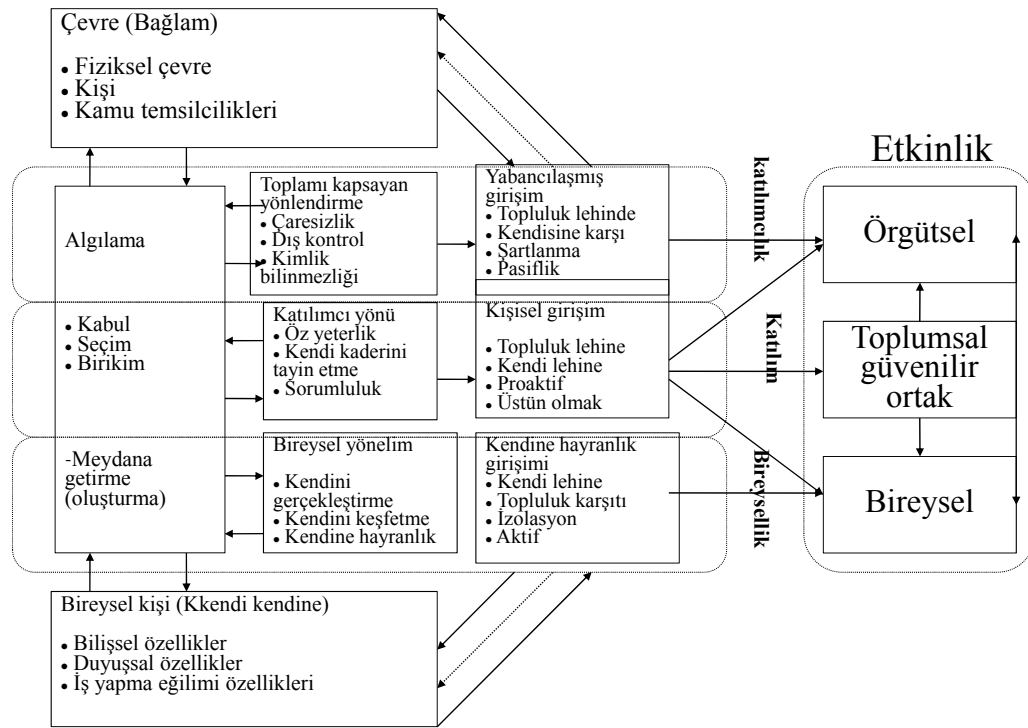 Çevre (Bağlam)
● Fiziksel çevre
● Kişi
● Kamu temsilcilikleri
Algılama
● Kabul
● Seçim
● Birikim
-Meydana
getirme
(oluşturma)
Toplamı kapsayan
yönlendirme
● Çaresizlik
● Dış kontrol
● Kimlik
bilinmezliği
Yabancılaşmış
girişim
● Topluluk lehinde
● Kendisine karşı
● Şartlanma
● Pasiflik
Katılımcı yönü
● Öz yeterlik
● Kendi kaderini
tayin etme
● Sorumluluk
Kişisel girişim
● Topluluk lehine
● Kendi lehine
● Proaktif
● Üstün olmak
Bireysel yönelim
● Kendini
gerçekleştirme
● Kendini keşfetme
● Kendine hayranlık
Kendine hayranlık
girişimi
● Kendi lehine
● Topluluk karşıtı
● İzolasyon
● Aktif
katılımcılık
Katılım
Bireysellik
Etkinlik
Örgütsel
Toplumsal
güvenilir
ortak
Bireysel
Bireysel kişi (Kkendi kendine)
● Bilişsel özellikler
● Duyuşsal özellikler
● İş yapma eğilimi özellikleri